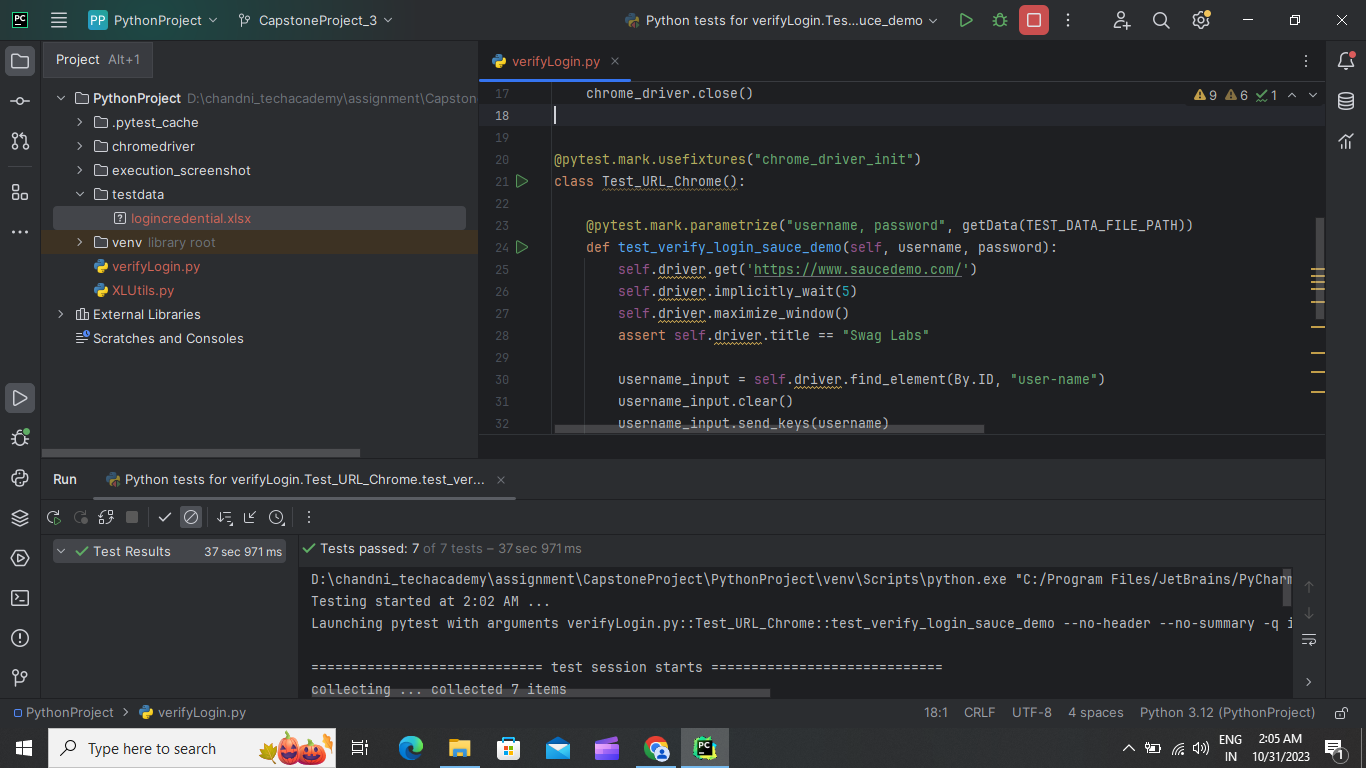 PC
PP PythonProject
CapstoneProject_3
Python tests for verifyLogin.Tes...uce_demo
Project Alt+1
PythonProject D:\chandni_techacademy\assignment\Capston
.pytest_cache
chromedriver
execution_screenshot
testdata
logincredential.xlsx
venv library root
verifyLogin.py
XLUtils.py
External Libraries
Scratches and Consoles
verifyLogin.py
9 6 1
17 chrome_driver.close()
18
19
20 @pytest.mark.usefixtures("chrome_driver_init")
21 class Test_URL_Chrome():
22
23 @pytest.mark.parametrize("username, password", getData(TEST_DATA_FILE_PATH))
24 def test_verify_login_sauce_demo(self, username, password):
25 self.driver.get('https://www.saucedemo.com/')
26 self.driver.implicitly_wait(5)
27 self.driver.maximize_window()
28 assert self.driver.title == "Swag Labs"
29
30 username_input = self.driver.find_element(By.ID, "user-name")
31 username_input.clear()
32 username_input.send_keys(username)
Run Python tests for verifyLogin.Test_URL_Chrome.test_ver...
Test Results 37 sec 971 ms
Tests passed: 7 of 7 tests – 37 sec 971 ms
D:\chandni_techacademy\assignment\CapstoneProject\PythonProject\venv\Scripts\python.exe "C:/Program Files/JetBrains/PyCharm
Testing started at 2:02 AM ...
Launching pytest with arguments verifyLogin.py::Test_URL_Chrome::test_verify_login_sauce_demo --no-header --no-summary -q i
============================= test session starts =============================
collecting ... collected 7 items
PythonProject > verifyLogin.py
18:1 CRLF UTF-8 4 spaces Python 3.12 (PythonProject)
Type here to search
PC
ENG
IN
2:05 AM
10/31/2023
1